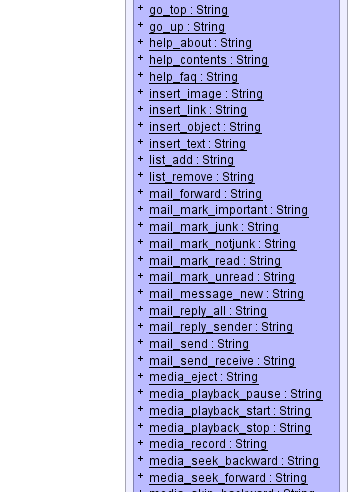 + go_top : String
+ go_up : String
+ help_about : String
+ help_contents : String
+ help_faq : String
+ insert_image : String
+ insert_link : String
+ insert_object : String
+ insert_text : String
+ list_add : String
+ list_remove : String
+ mail_forward : String
+ mail_mark_important : String
+ mail_mark_junk : String
+ mail_mark_notjunk : String
+ mail_mark_read : String
+ mail_mark_unread : String
+ mail_message_new : String
+ mail_reply_all : String
+ mail_reply_sender : String
+ mail_send : String
+ mail_send_receive : String
+ media_eject : String
+ media_playback_pause : String
+ media_playback_start : String
+ media_playback_stop : String
+ media_record : String
+ media_seek_backward : String
+ media_seek_forward : String